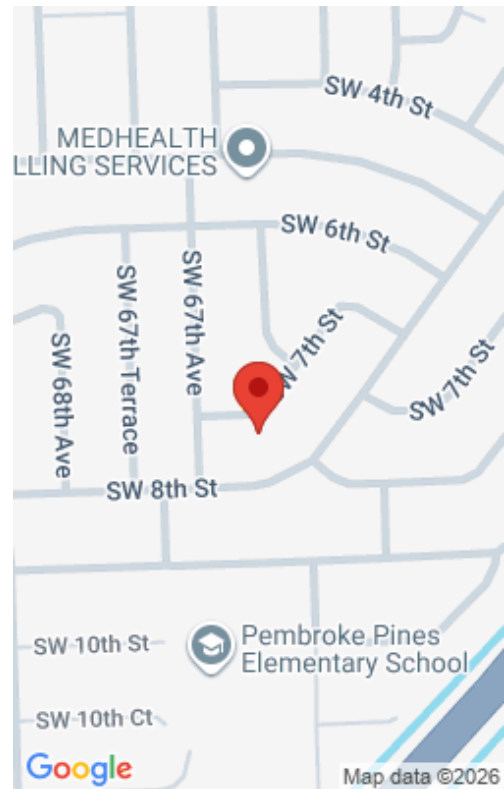 SW 4th St
MEDHEALTH
LLING SERVICES
SW 6th St
SW 67th Ave
SW 67th Terrace
SW 68th Ave
SW 7th St
SW 7th St
SW 8th St
Pembroke Pines
Elementary School
SW 10th St
SW 10th Ct
Google
Map data ©2026